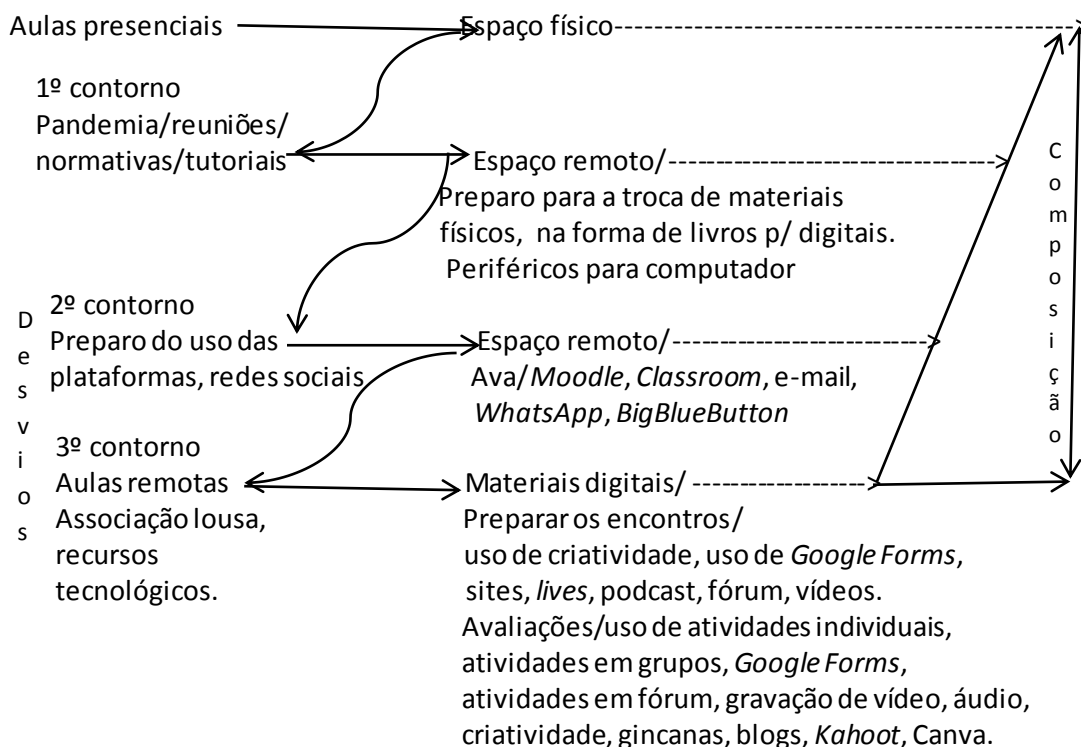 Aulas presenciais
Espaço físico
1º contorno
Pandemia/reuniões/
normativas/tutoriais
Espaço remoto/
Preparo para a troca de materiais
físicos, na forma de livros p/ digitais.
Periféricos para computador
2º contorno
Preparo do uso das
plataformas, redes sociais
Espaço remoto/
Ava/Moodle, Classroom, e-mail,
WhatsApp, BigBlueButton
3º contorno
Aulas remotas
Associação lousa,
recursos
tecnológicos.
Materiais digitais/
Preparar os encontros/
uso de criatividade, uso de Google Forms,
sites, lives, podcast, fórum, vídeos.
Avaliações/uso de atividades individuais,
atividades em grupos, Google Forms,
atividades em fórum, gravação de vídeo, áudio,
criatividade, gincanas, blogs, Kahoot, Canva.
Desvios
Composição